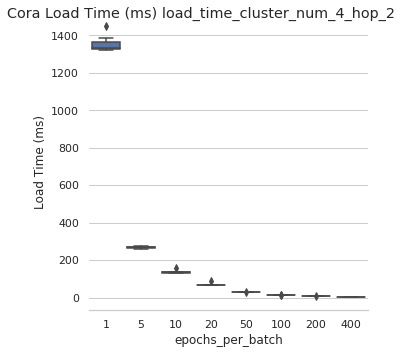 Cora Load Time (ms) load_time_cluster_num_4_hop_2
1400
1200
1000
800
600
400
200
0
Load Time (ms)
1 5 10 20 50 100 200 400
epochs_per_batch